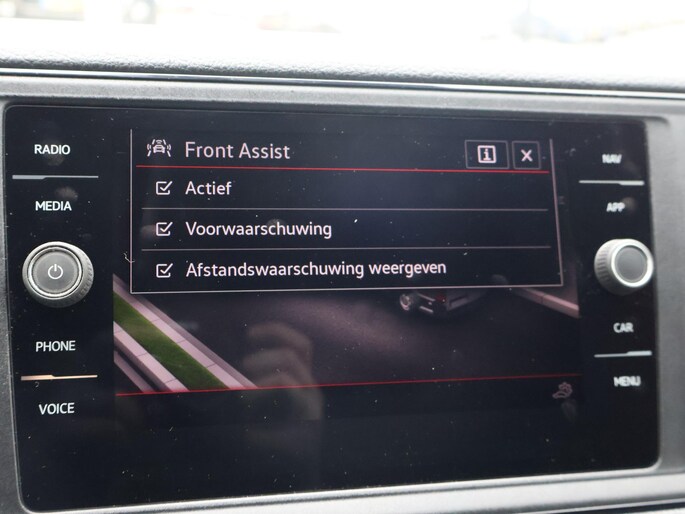 RADIO
MEDIA
PHONE
VOICE
Front Assist
i
Actief
Voorwaarschuwing
Afstandswaarschuwing weergeven
NAV
APP
CAR
MENU